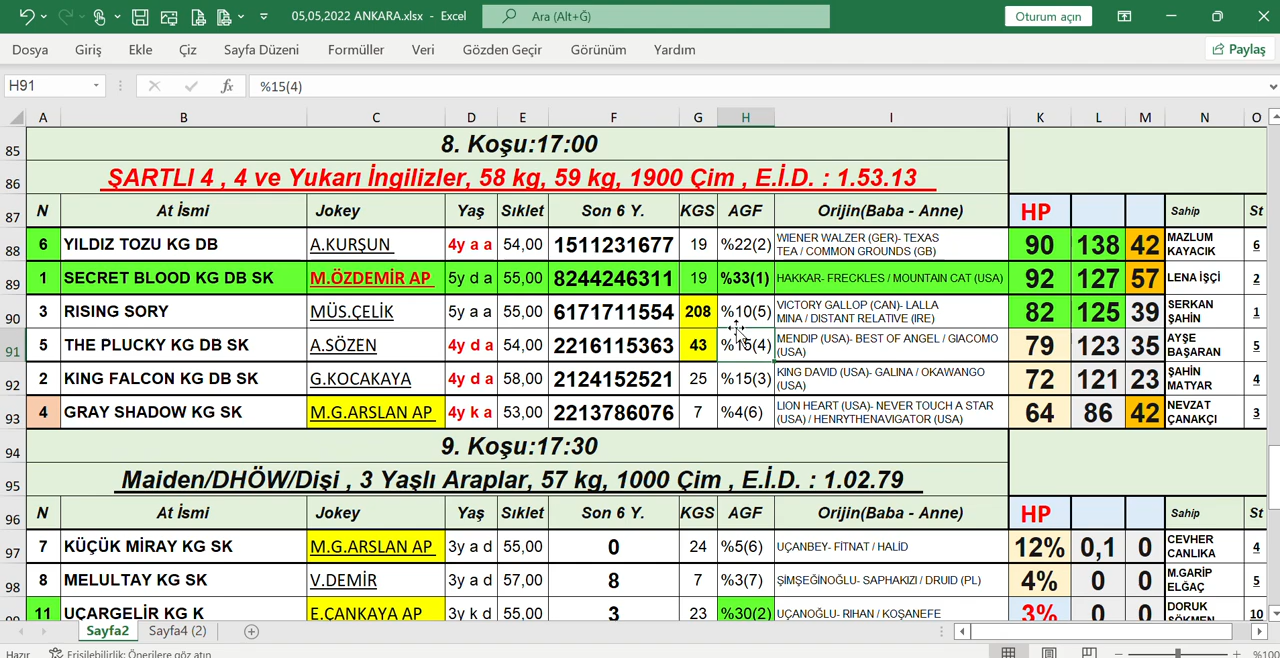 05,05,2022 ANKARA.xlsx - Excel
Ara (Alt+Ğ)
Oturum açın
Dosya Giriş Ekle Çiz Sayfa Düzeni Formüller Veri Gözden Geçir Görünüm Yardım
Paylaş
H91 fx %15(4)
A B C D E F G H I K L M N O
85 8. Koşu:17:00
86 ŞARTLI 4 , 4 ve Yukarı İngilizler, 58 kg, 59 kg, 1900 Çim , E.İ.D. : 1.53.13
87 N At İsmi Jokey Yaş Sıklet Son 6 Y. KGS AGF Orijin(Baba - Anne) HP Sahip St
88 6 YILDIZ TOZU KG DB A.KURŞUN 4y a a 54,00 1511231677 19 %22(2) WIENER WALZER (GER)- TEXAS TEA / COMMON GROUNDS (GB) 90 138 42 MAZLUM KAYACIK 6
89 1 SECRET BLOOD KG DB SK M.ÖZDEMİR AP 5y d a 55,00 8244246311 19 %33(1) HAKKAR- FRECKLES / MOUNTAIN CAT (USA) 92 127 57 LENA İŞÇİ 2
90 3 RISING SORY MÜS.ÇELİK 5y a a 55,00 6171711554 208 %10(5) VICTORY GALLOP (CAN)- LALLA MINA / DISTANT RELATIVE (IRE) 82 125 39 SERKAN ŞAHİN 1
91 5 THE PLUCKY KG DB SK A.SÖZEN 4y d a 54,00 2216115363 43 %15(4) MENDIP (USA)- BEST OF ANGEL / GIACOMO (USA) 79 123 35 AYŞE BAŞARAN 5
92 2 KING FALCON KG DB SK G.KOCAKAYA 4y d a 58,00 2124152521 25 %15(3) KING DAVID (USA)- GALINA / OKAWANGO (USA) 72 121 23 ŞAHİN MATYAR 4
93 4 GRAY SHADOW KG SK M.G.ARSLAN AP 4y k a 53,00 2213786076 7 %4(6) LION HEART (USA)- NEVER TOUCH A STAR (USA) / HENRYTHENAVIGATOR (USA) 64 86 42 NEVZAT ÇANAKÇI 3
94 9. Koşu:17:30
95 Maiden/DHÖW/Dişi , 3 Yaşlı Araplar, 57 kg, 1000 Çim , E.İ.D. : 1.02.79
96 N At İsmi Jokey Yaş Sıklet Son 6 Y. KGS AGF Orijin(Baba - Anne) HP Sahip St
97 7 KÜÇÜK MİRAY KG SK M.G.ARSLAN AP 3y a d 55,00 0 24 %5(6) UÇANBEY- FİTNAT / HALİD 12% 0,1 0 CEVHER CANLIKA 4
98 8 MELULTAY KG SK V.DEMİR 3y a d 57,00 8 7 %3(7) ŞİMŞEĞİNOĞLU- SAPHAKIZI / DRUID (PL) 4% 0 0 M.GARİP ELĞAÇ 5
11 UÇARGELİR KG K E.ÇANKAYA AP 3y k d 55,00 3 23 %30(2) UÇANOĞLU- RIHAN / KOŞANEFE 3% 0 0 DORUK SÖKMEN 10
Sayfa2 Sayfa4 (2)
Hazır Erişilebilirlik: Önerilere göz atın %100